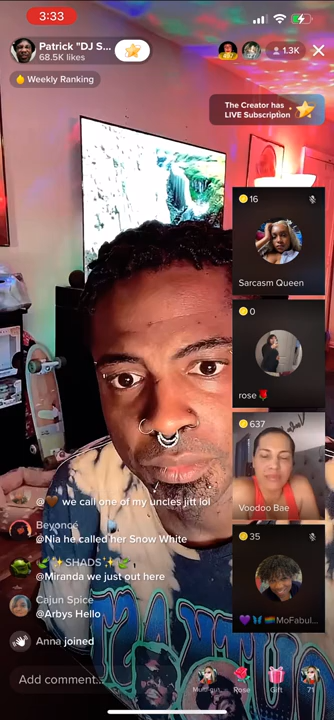 3:33
Patrick "DJ S...
68.5K likes
1.3K
Weekly Ranking
The Creator has
LIVE Subscription
16
Sarcasm Queen
0
rose
637
Voodoo Bae
35
MoFabul...
@🧡 we call one of my uncles jitt lol
Beyoncé
@Nia he called her Snow White
SHADS
@Miranda we just out here
Cajun Spice
@Arbys Hello
Anna joined
Add comment...
Multi-gu...
Rose
Gift
71